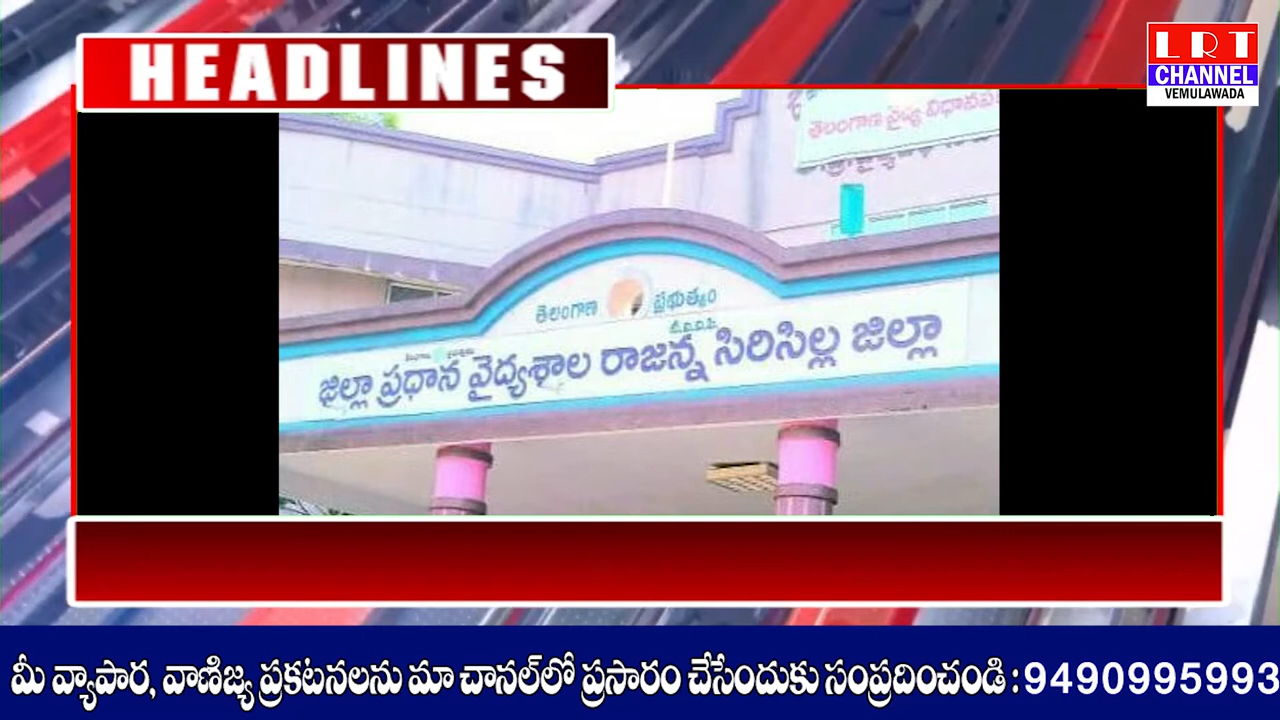 HEADLINES
LRT
CHANNEL
VEMULAWADA
తెలంగాణ వైద్య విధాన
తెలంగాణ ప్రభుత్వం
జిల్లా ప్రధాన వైద్యశాల రాజన్న సిరిసిల్ల జిల్లా
మీ వ్యాపార, వాణిజ్య ప్రకటనలను మా చానల్‌లో ప్రసారం చేసేందుకు సంప్రదించండి : 9490995993